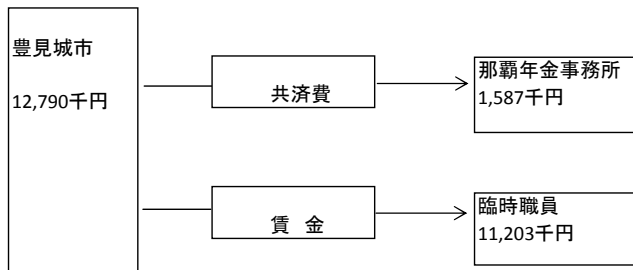 豊見城市
12,790千円
共済費
那覇年金事務所
1,587千円
賃 金
臨時職員
11,203千円